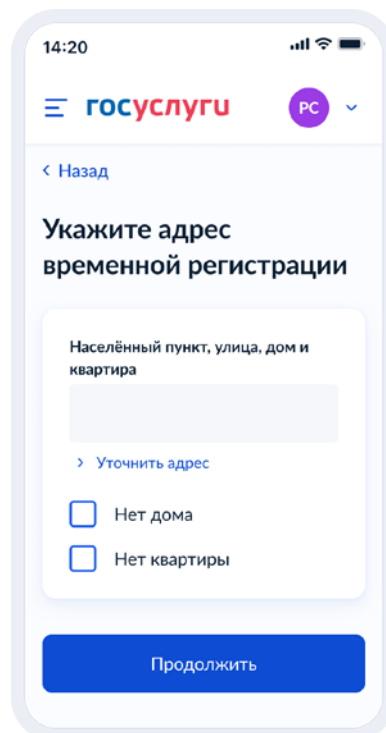 14:20
госуслуги
РС
Назад
Укажите адрес
временной регистрации
Населённый пункт, улица, дом и
квартира
Уточнить адрес
Нет дома
Нет квартиры
Продолжить